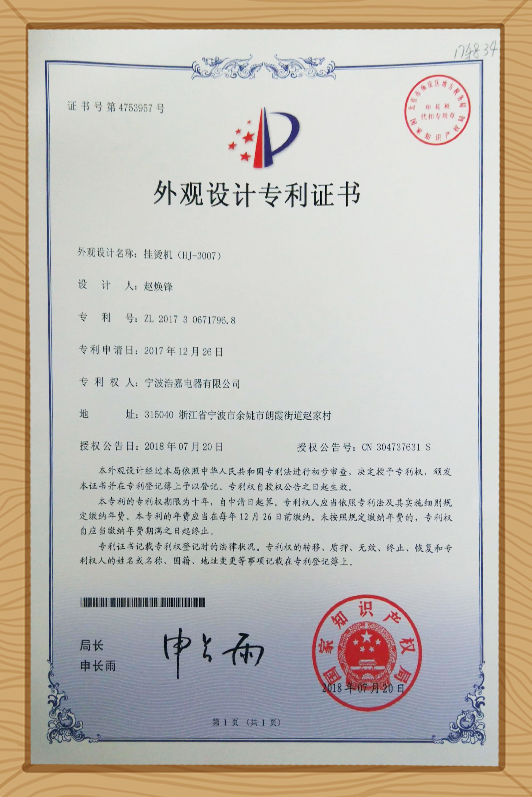 证书号第4753957号
外观设计专利证书
外观设计名称：挂烫机（HJ-3007）
设 计 人：赵焕锋
专 利 号：ZL 2017 3 0671795.8
专利申请日：2017年12月26日
专 利 权 人：宁波浩嘉电器有限公司
地 址：315040 浙江省宁波市余姚市朗霞街道赵家村
授权公告日：2018年07月20日 授权公告号：CN 304737631 S
本外观设计经过本局依照中华人民共和国专利法进行初步审查，决定授予专利权，颁发
本证书并在专利登记簿上予以登记。专利权自授权公告之日起生效。
本专利的专利权期限为十年，自申请日起算。专利权人应当依照专利法及其实施细则规
定缴纳年费。本专利的年费应当在每年12月26日前缴纳。未按照规定缴纳年费的，专利权
自应当缴纳年费期满之日起终止。
专利证书记载专利权登记时的法律状况。专利权的转移、质押、无效、终止、恢复和专
利权人的姓名或名称、国籍、地址变更等事项记载在专利登记簿上。
局长
申长雨
申长雨
国家知识产权局
2018年07月20日
第1页（共1页）